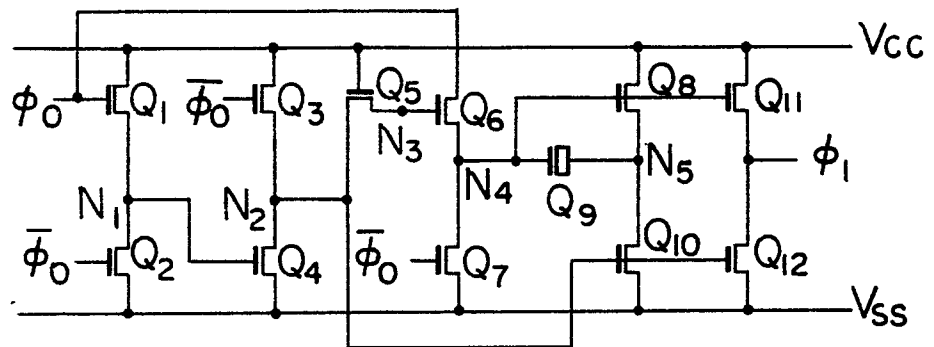 VCC
ϕ0 Q1 ϕ̅0 Q3 Q5 Q6 Q8 Q11
N3
N1 N2 N4 Q9 N5 ϕ1
ϕ̅0 Q2 Q4 ϕ̅0 Q7 Q10 Q12
VSS